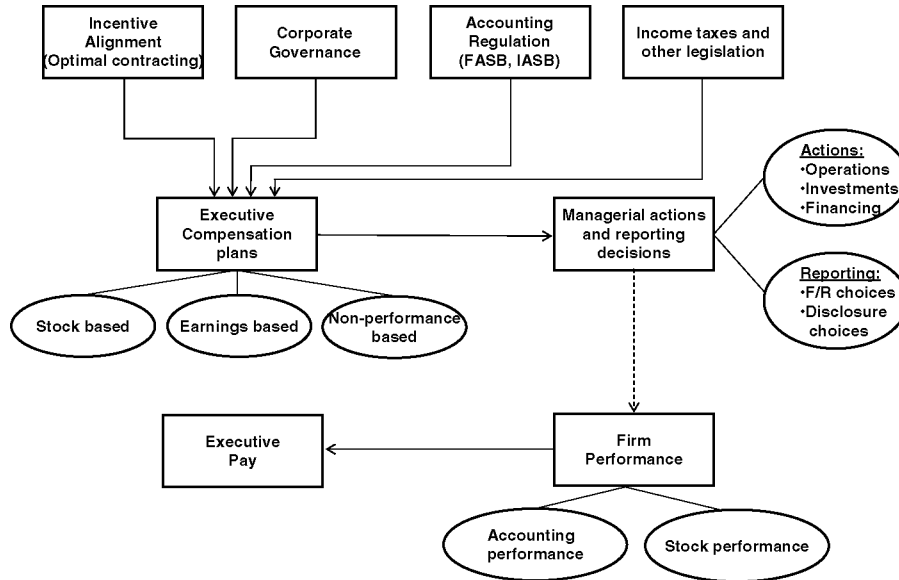 Incentive
Alignment
(Optimal contracting)
Corporate
Governance
Accounting
Regulation
(FASB, IASB)
Income taxes and
other legislation
Executive
Compensation
plans
Managerial actions
and reporting
decisions
Actions:
•Operations
•Investments
•Financing
Reporting:
•F/R choices
•Disclosure
choices
Stock based
Earnings based
Non-performance
based
Executive
Pay
Firm
Performance
Accounting
performance
Stock performance